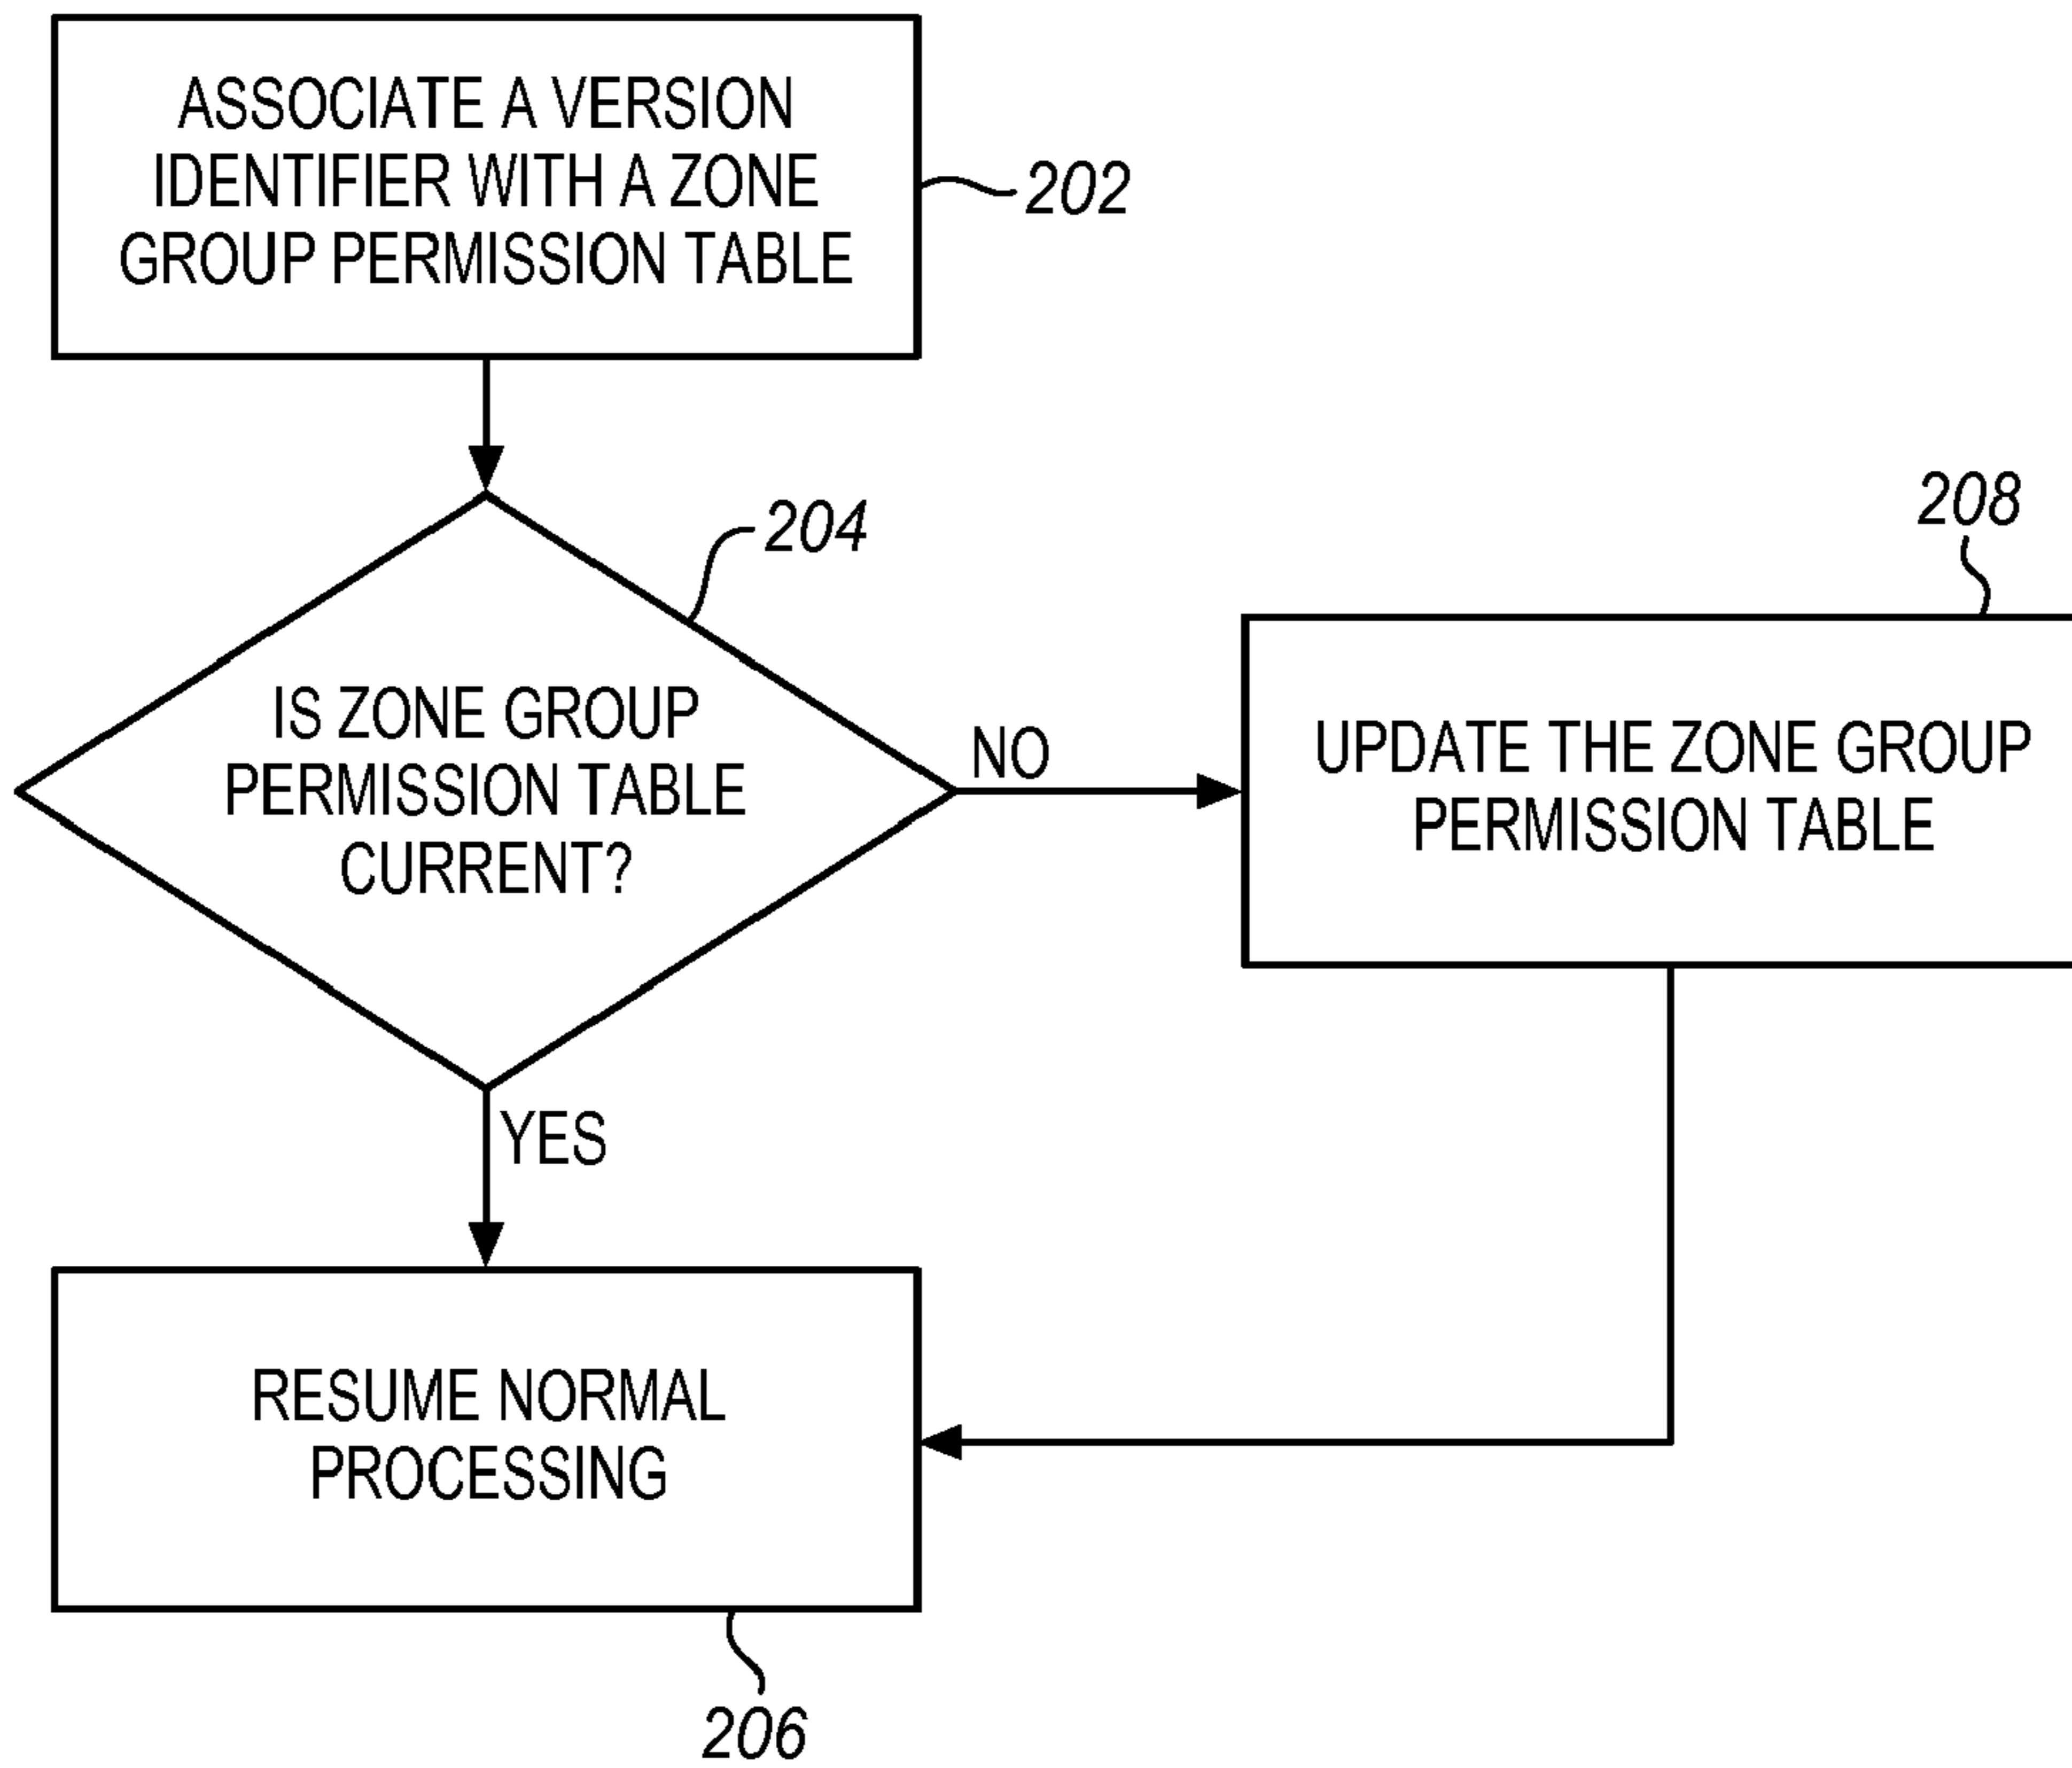 ASSOCIATE A VERSION
IDENTIFIER WITH A ZONE
GROUP PERMISSION TABLE
202
204
IS ZONE GROUP
PERMISSION TABLE
CURRENT?
NO
208
UPDATE THE ZONE GROUP
PERMISSION TABLE
YES
RESUME NORMAL
PROCESSING
206